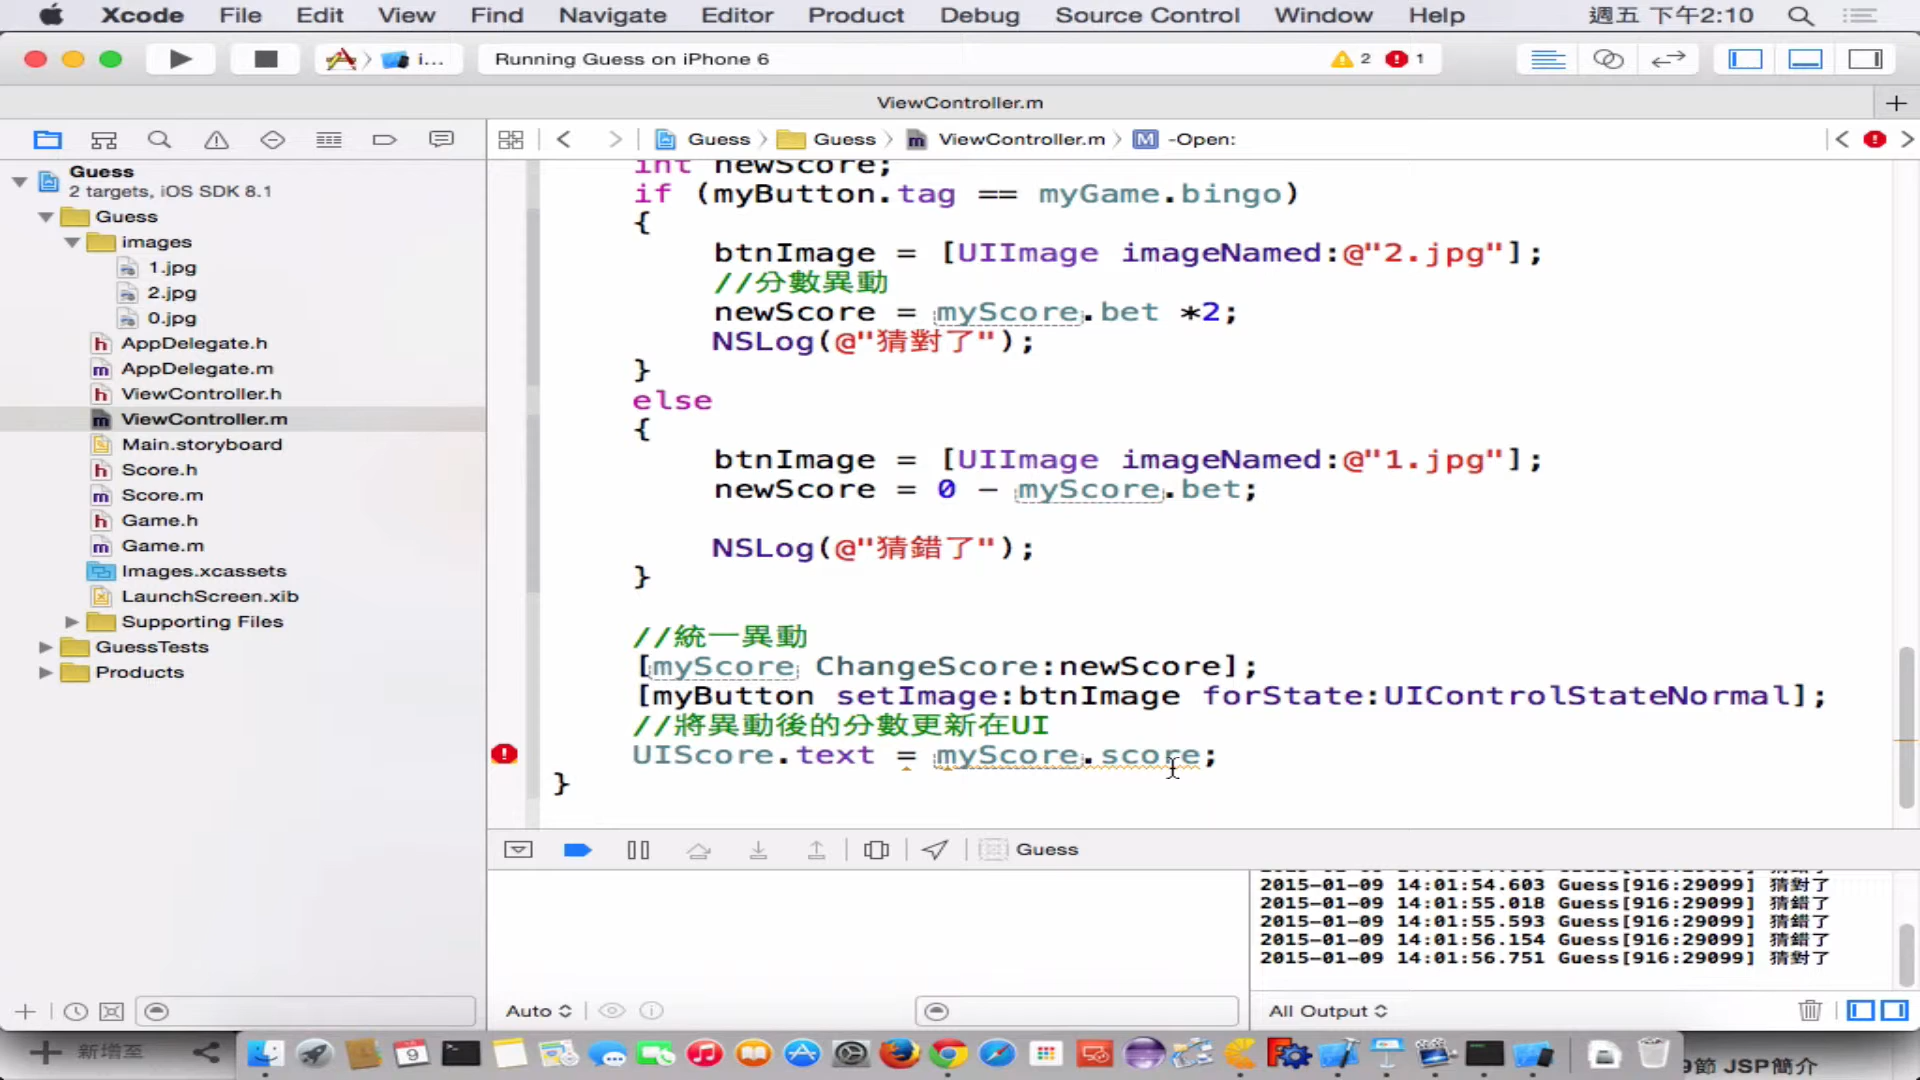 Xcode File Edit View Find Navigate Editor Product Debug Source Control Window Help 週五 下午2:10
i... Running Guess on iPhone 6 2 1
ViewController.m
Guess Guess ViewController.m M -Open:
Guess
2 targets, iOS SDK 8.1
Guess
images
1.jpg
2.jpg
0.jpg
AppDelegate.h
AppDelegate.m
ViewController.h
ViewController.m
Main.storyboard
Score.h
Score.m
Game.h
Game.m
Images.xcassets
LaunchScreen.xib
Supporting Files
GuessTests
Products
int newScore;
if (myButton.tag == myGame.bingo)
{
btnImage = [UIImage imageNamed:@"2.jpg"];
//分數異動
newScore = myScore.bet *2;
NSLog(@"猜對了");
}
else
{
btnImage = [UIImage imageNamed:@"1.jpg"];
newScore = 0 - myScore.bet;
NSLog(@"猜錯了");
}
//統一異動
[myScore ChangeScore:newScore];
[myButton setImage:btnImage forState:UIControlStateNormal];
//將異動後的分數更新在UI
UIScore.text = myScore.score;
}
Guess
2015-01-09 14:01:54.603 Guess[916:29099] 猜對了
2015-01-09 14:01:55.018 Guess[916:29099] 猜錯了
2015-01-09 14:01:55.593 Guess[916:29099] 猜錯了
2015-01-09 14:01:56.154 Guess[916:29099] 猜錯了
2015-01-09 14:01:56.751 Guess[916:29099] 猜對了
Auto
All Output
新增至
9
9節 JSP簡介